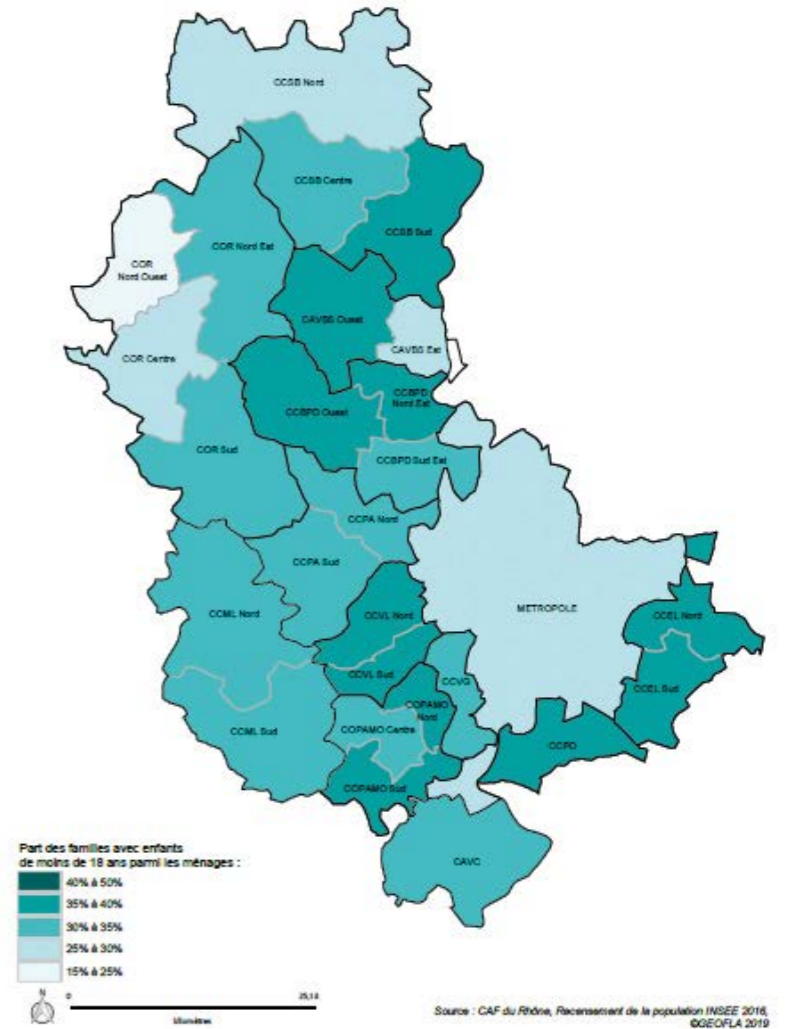 CCSB Nord
CCSB Centre
CCSB Sud
COR Nord Est
COR
Nord Ouest
CAVBS Ouest
CAVBS Est
COR Centre
CCBPD
Nord Est
CCBPD Ouest
COR Sud
CCBPD Sud Est
CCPA Nord
CCPA Sud
METROPOLE
CCML Nord
CCVL Nord
CCEL Nord
CCVL Sud
CCVG
CCEL Sud
COPAMO
Nord
CCML Sud
COPAMO Centre
CCPO
COPAMO Sud
CAVC
Part des familles avec enfants
de moins de 18 ans parmi les ménages :
40% à 50%
35% à 40%
30% à 35%
25% à 30%
15% à 25%
N
0
25,18
kilomètres
Source : CAF du Rhône, Recensement de la population INSEE 2016,
©GEOFLA 2019